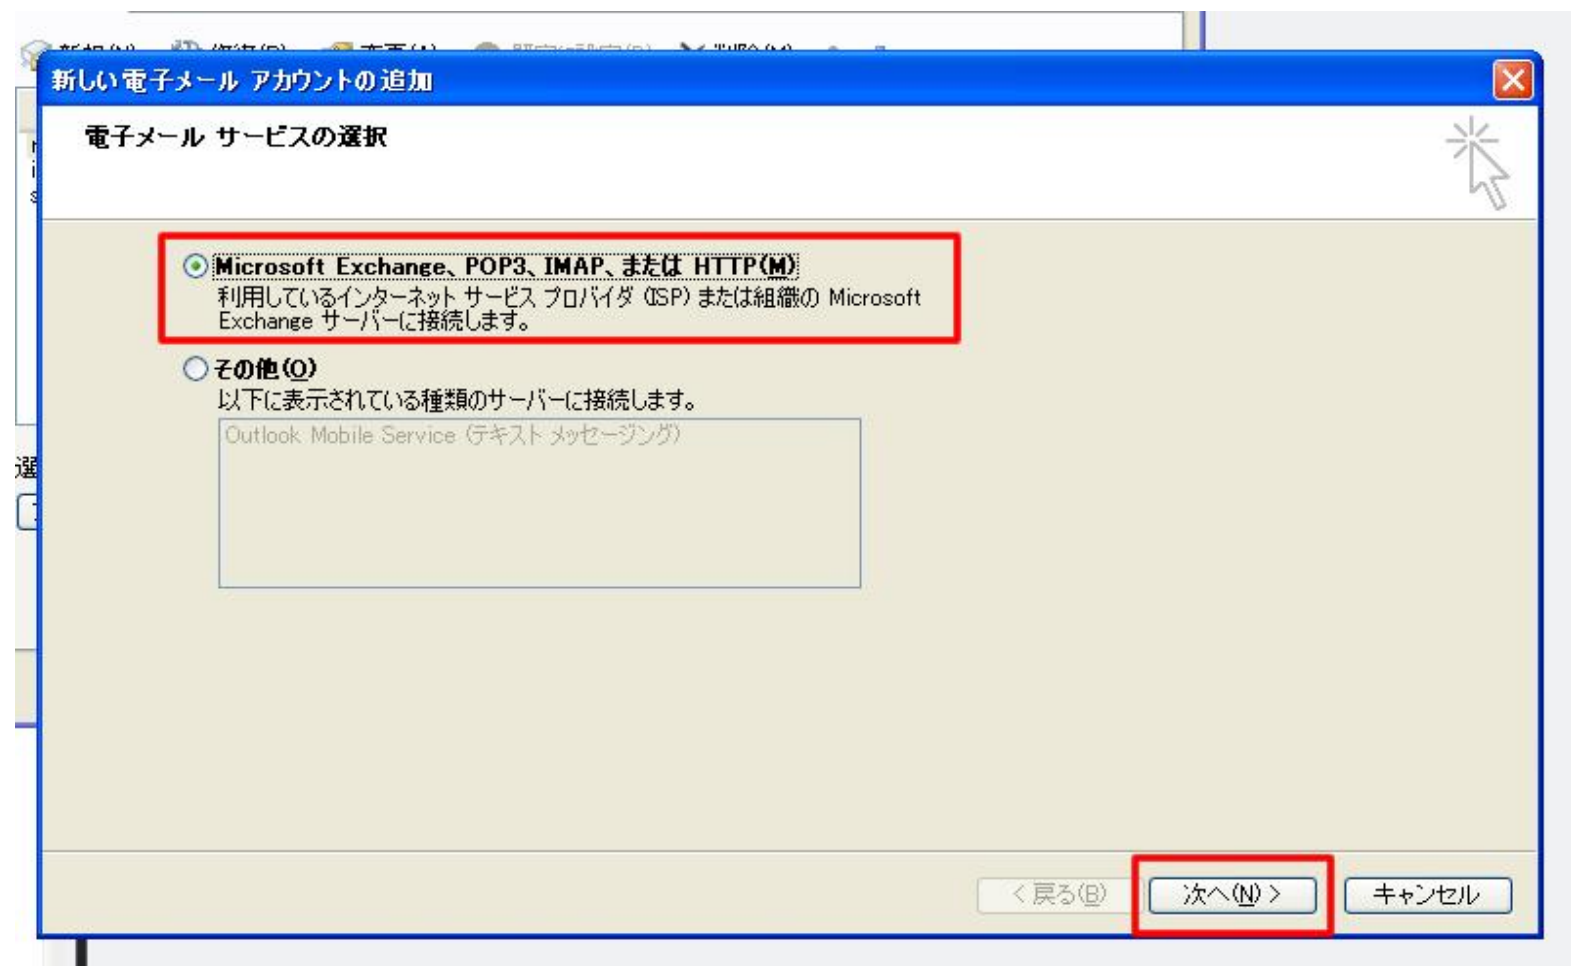 新しい電子メール アカウントの追加
電子メール サービスの選択
Microsoft Exchange、POP3、IMAP、または HTTP(M)
利用しているインターネット サービス プロバイダ (ISP) または組織の Microsoft
Exchange サーバーに接続します。
その他(O)
以下に表示されている種類のサーバーに接続します。
Outlook Mobile Service (テキスト メッセージング)
選
< 戻る(B)
次へ(N) >
キャンセル